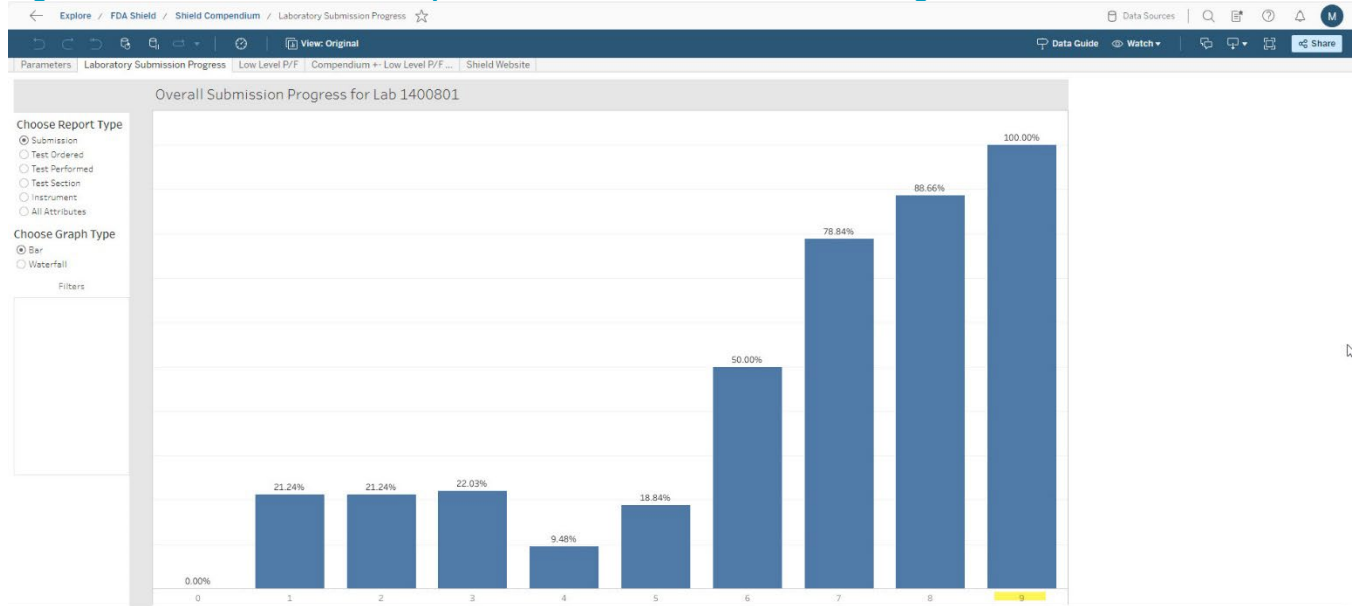 Explore / FDA Shield / Shield Compendium / Laboratory Submission Progress
Data Sources
M
View: Original
Data Guide
Watch
Share
Parameters
Laboratory Submission Progress
Low Level P/F
Compendium +- Low Level P/F ...
Shield Website
Overall Submission Progress for Lab 1400801
Choose Report Type
Submission
Test Ordered
Test Performed
Test Section
Instrument
All Attributes
Choose Graph Type
Bar
Waterfall
Filters
0.00%
21.24%
21.24%
22.03%
9.48%
18.84%
50.00%
78.84%
88.66%
100.00%
0 1 2 3 4 5 6 7 8 9